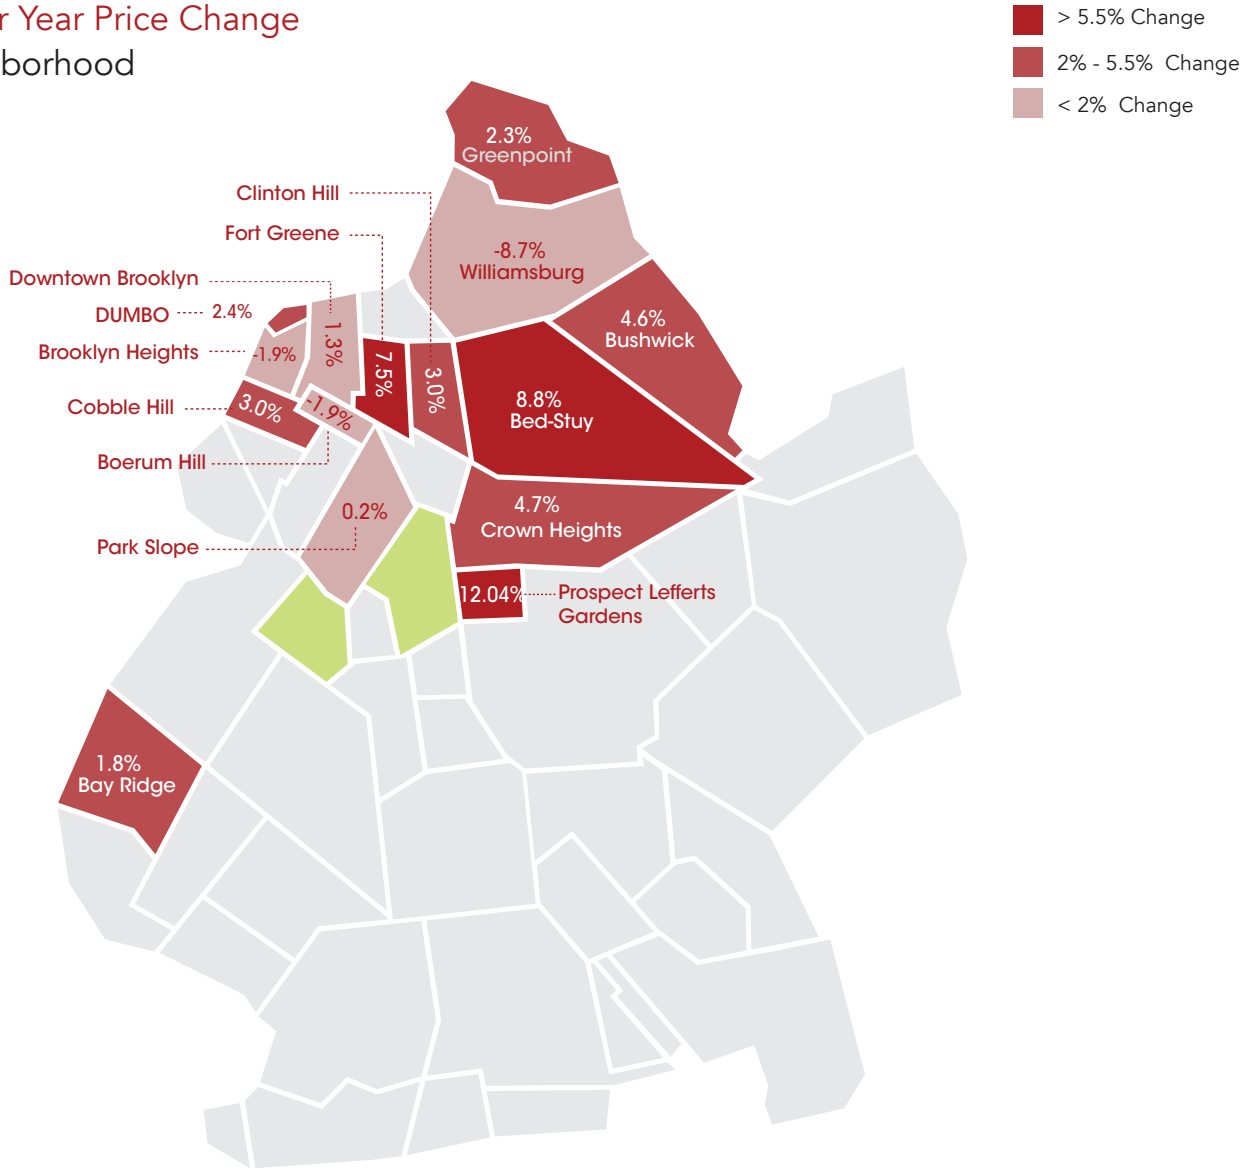 r Year Price Change
borhood
> 5.5% Change
2% - 5.5% Change
< 2% Change
2.3%
Greenpoint
Clinton Hill
Fort Greene
-8.7%
Williamsburg
Downtown Brooklyn
DUMBO
2.4%
Brooklyn Heights
-1.9%
1.3%
7.5%
3.0%
4.6%
Bushwick
Cobble Hill
3.0%
-1.9%
8.8%
Bed-Stuy
Boerum Hill
0.2%
4.7%
Crown Heights
Park Slope
12.04%
Prospect Lefferts
Gardens
1.8%
Bay Ridge